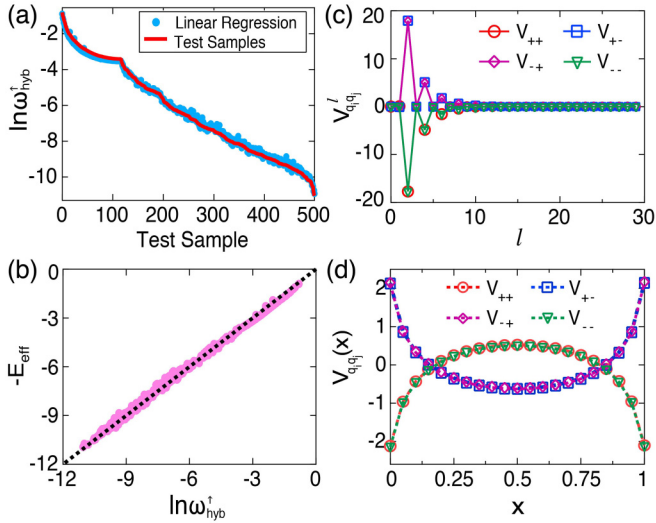 (a)
Linear Regression
Test Samples
0
-2
-4
-6
-8
-10
lnω↑hyb
0 100 200 300 400 500
Test Sample
(c)
V++ V+-
V-+ V--
20
10
0
-10
-20
V^l_qiqj
0 10 20 30
l
(b)
0
-3
-6
-9
-12
-Eeff
-12 -9 -6 -3 0
lnω↑hyb
(d)
V++ V+-
V-+ V--
2
1
0
-1
-2
Vqiqj(x)
0 0.25 0.5 0.75 1
x